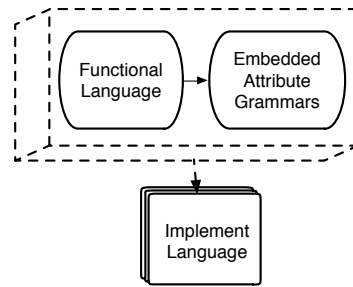 Functional
Language
Embedded
Attribute
Grammars
Implement
Language